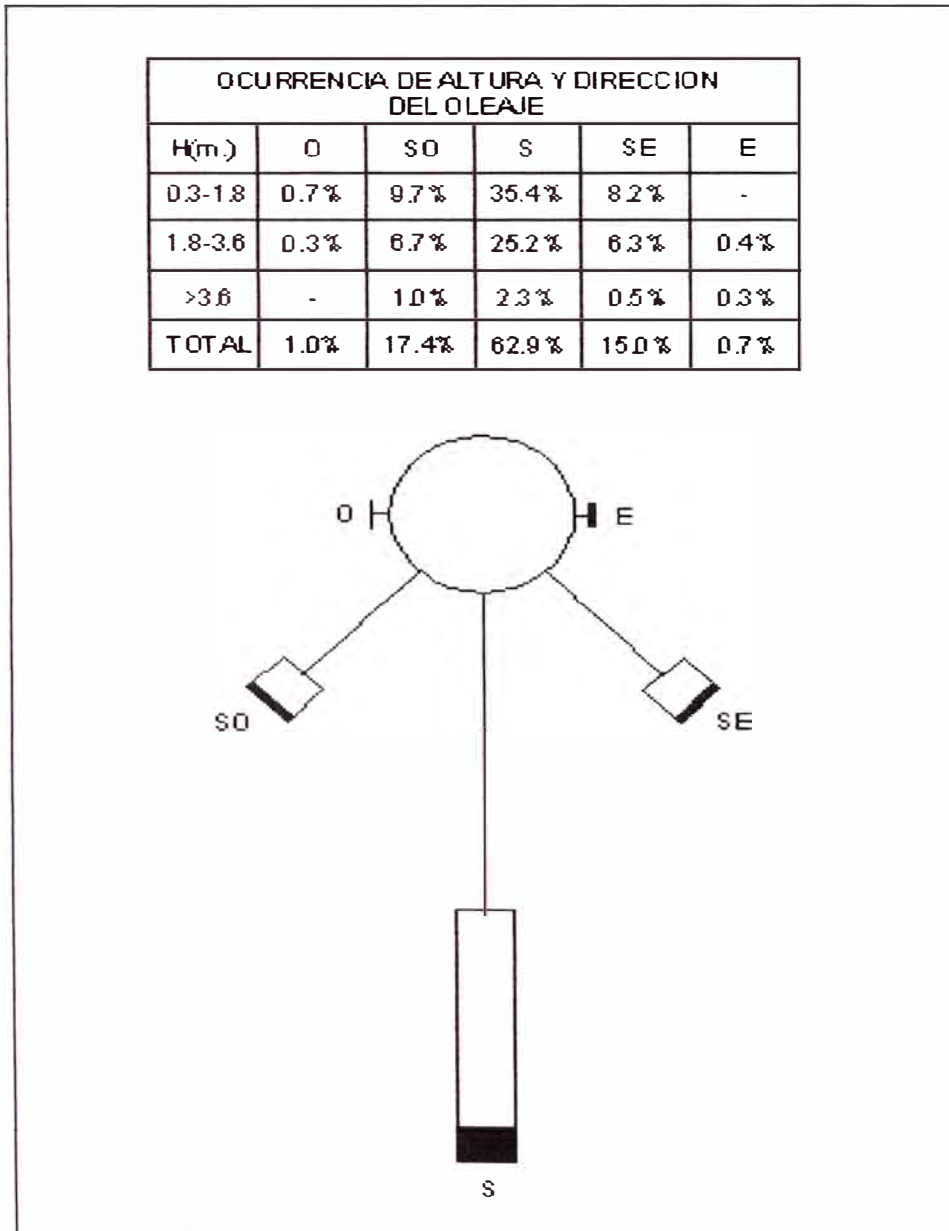 OCURRENCIA DE ALTURA Y DIRECCION
DEL OLEAJE
H(m.) O SO S SE E
0.3-1.8 0.7% 9.7% 35.4% 8.2% -
1.8-3.6 0.3% 6.7% 25.2% 6.3% 0.4%
>3.6 - 1.0% 2.3% 0.5% 0.3%
TOTAL 1.0% 17.4% 62.9% 15.0% 0.7%
O E
SO SE
S